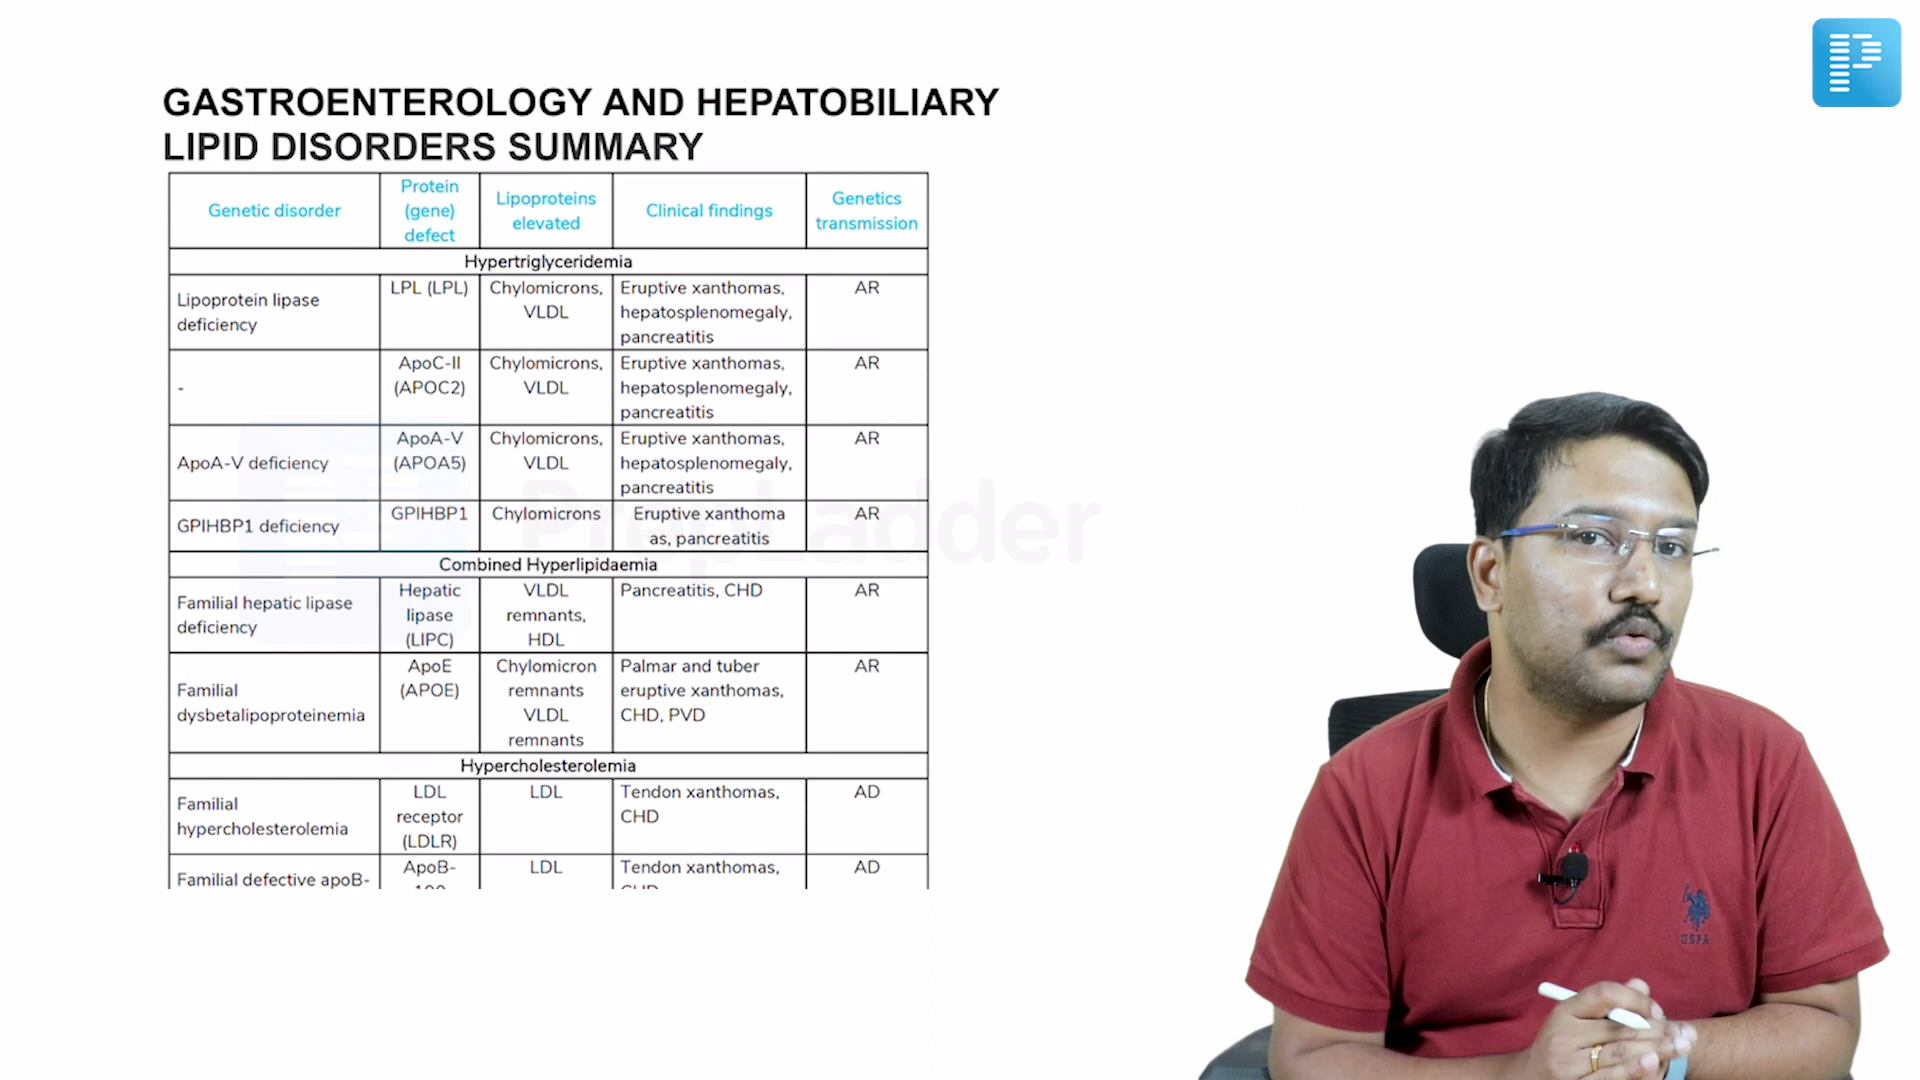 GASTROENTEROLOGY AND HEPATOBILIARY
LIPID DISORDERS SUMMARY
Genetic disorder
Protein
(gene)
defect
Lipoproteins
elevated
Clinical findings
Genetics
transmission
Hypertriglyceridemia
Lipoprotein lipase
deficiency
LPL (LPL)
Chylomicrons,
VLDL
Eruptive xanthomas,
hepatosplenomegaly,
pancreatitis
AR
-
ApoC-II
(APOC2)
Chylomicrons,
VLDL
Eruptive xanthomas,
hepatosplenomegaly,
pancreatitis
AR
ApoA-V deficiency
ApoA-V
(APOA5)
Chylomicrons,
VLDL
Eruptive xanthomas,
hepatosplenomegaly,
pancreatitis
AR
GPIHBP1 deficiency
GPIHBP1
Chylomicrons
Eruptive xanthoma
as, pancreatitis
AR
Combined Hyperlipidaemia
Familial hepatic lipase
deficiency
Hepatic
lipase
(LIPC)
VLDL
remnants,
HDL
Pancreatitis, CHD
AR
Familial
dysbetalipoproteinemia
ApoE
(APOE)
Chylomicron
remnants
VLDL
remnants
Palmar and tuber
eruptive xanthomas,
CHD, PVD
AR
Hypercholesterolemia
Familial
hypercholesterolemia
LDL
receptor
(LDLR)
LDL
Tendon xanthomas,
CHD
AD
Familial defective apoB-
ApoB-
100
LDL
Tendon xanthomas,
CHD
AD
PrepLadder
USPA